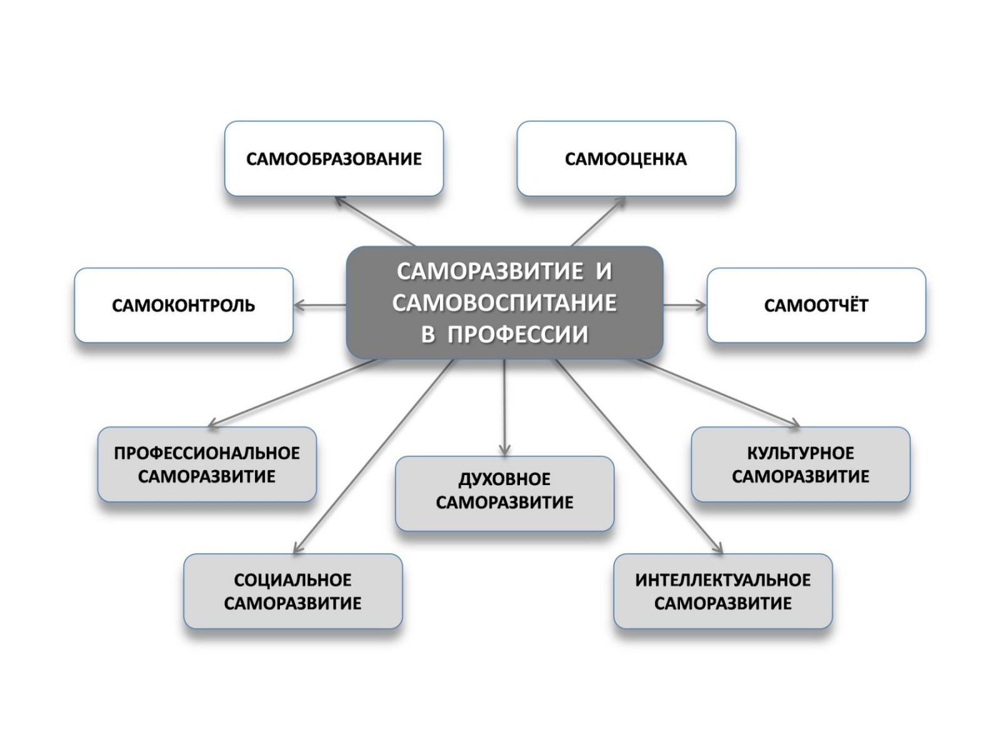 САМООБРАЗОВАНИЕ
САМООЦЕНКА
САМОРАЗВИТИЕ И
САМОВОСПИТАНИЕ
В ПРОФЕССИИ
САМОКОНТРОЛЬ
САМООТЧЁТ
ПРОФЕССИОНАЛЬНОЕ
САМОРАЗВИТИЕ
ДУХОВНОЕ
САМОРАЗВИТИЕ
КУЛЬТУРНОЕ
САМОРАЗВИТИЕ
СОЦИАЛЬНОЕ
САМОРАЗВИТИЕ
ИНТЕЛЛЕКТУАЛЬНОЕ
САМОРАЗВИТИЕ